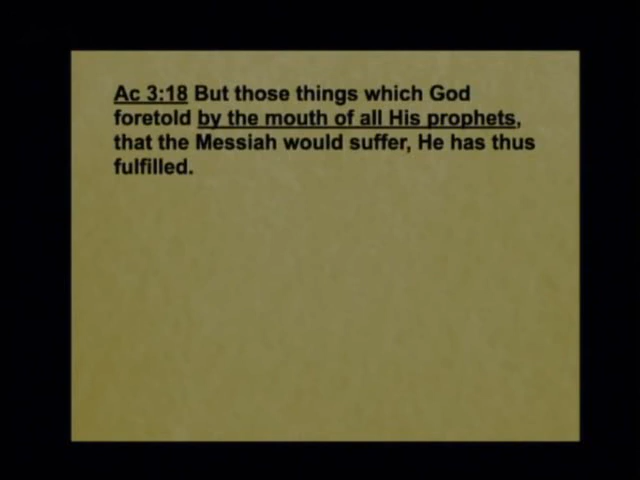 Ac 3:18 But those things which God
foretold by the mouth of all His prophets,
that the Messiah would suffer, He has thus
fulfilled.